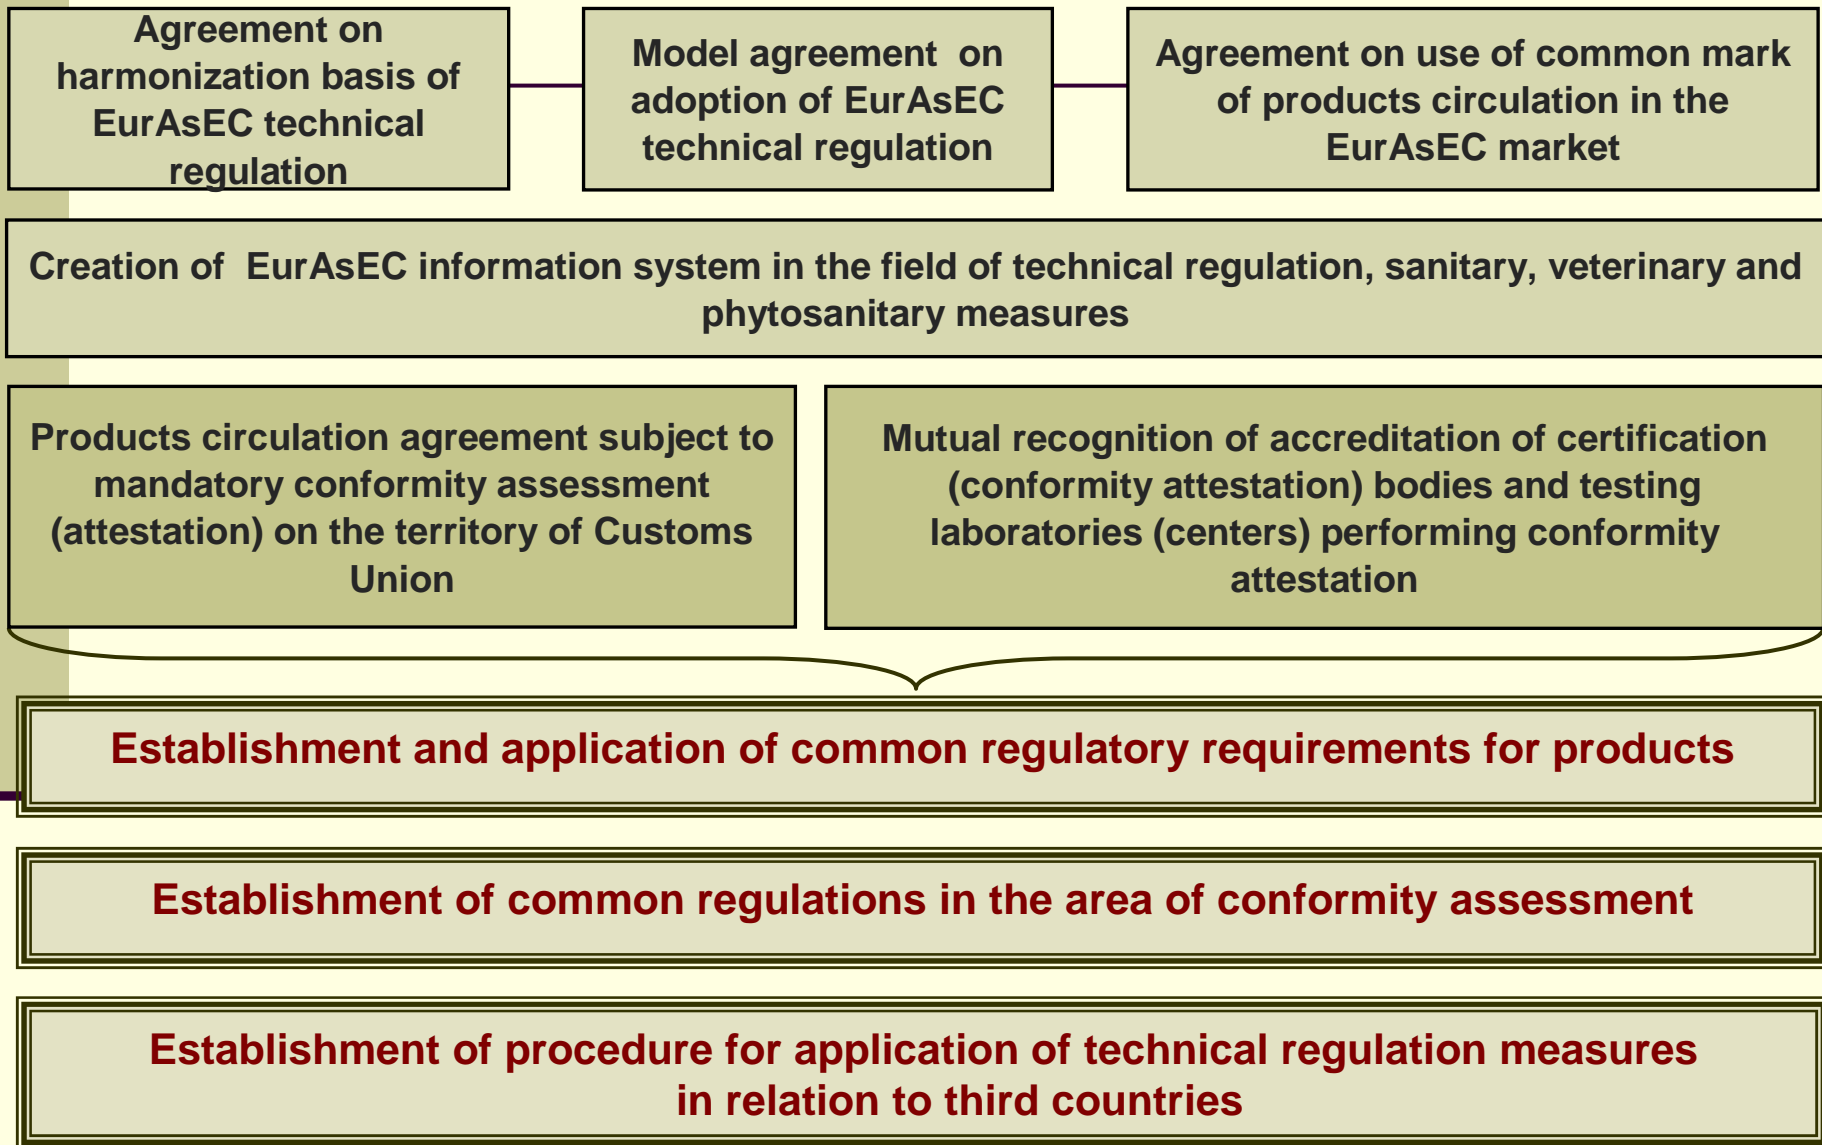 Agreement on
harmonization basis of
EurAsEC technical
regulation
Model agreement on
adoption of EurAsEC
technical regulation
Agreement on use of common mark
of products circulation in the
EurAsEC market
Creation of EurAsEC information system in the field of technical regulation, sanitary, veterinary and
phytosanitary measures
Products circulation agreement subject to
mandatory conformity assessment
(attestation) on the territory of Customs
Union
Mutual recognition of accreditation of certification
(conformity attestation) bodies and testing
laboratories (centers) performing conformity
attestation
Establishment and application of common regulatory requirements for products
Establishment of common regulations in the area of conformity assessment
Establishment of procedure for application of technical regulation measures
in relation to third countries